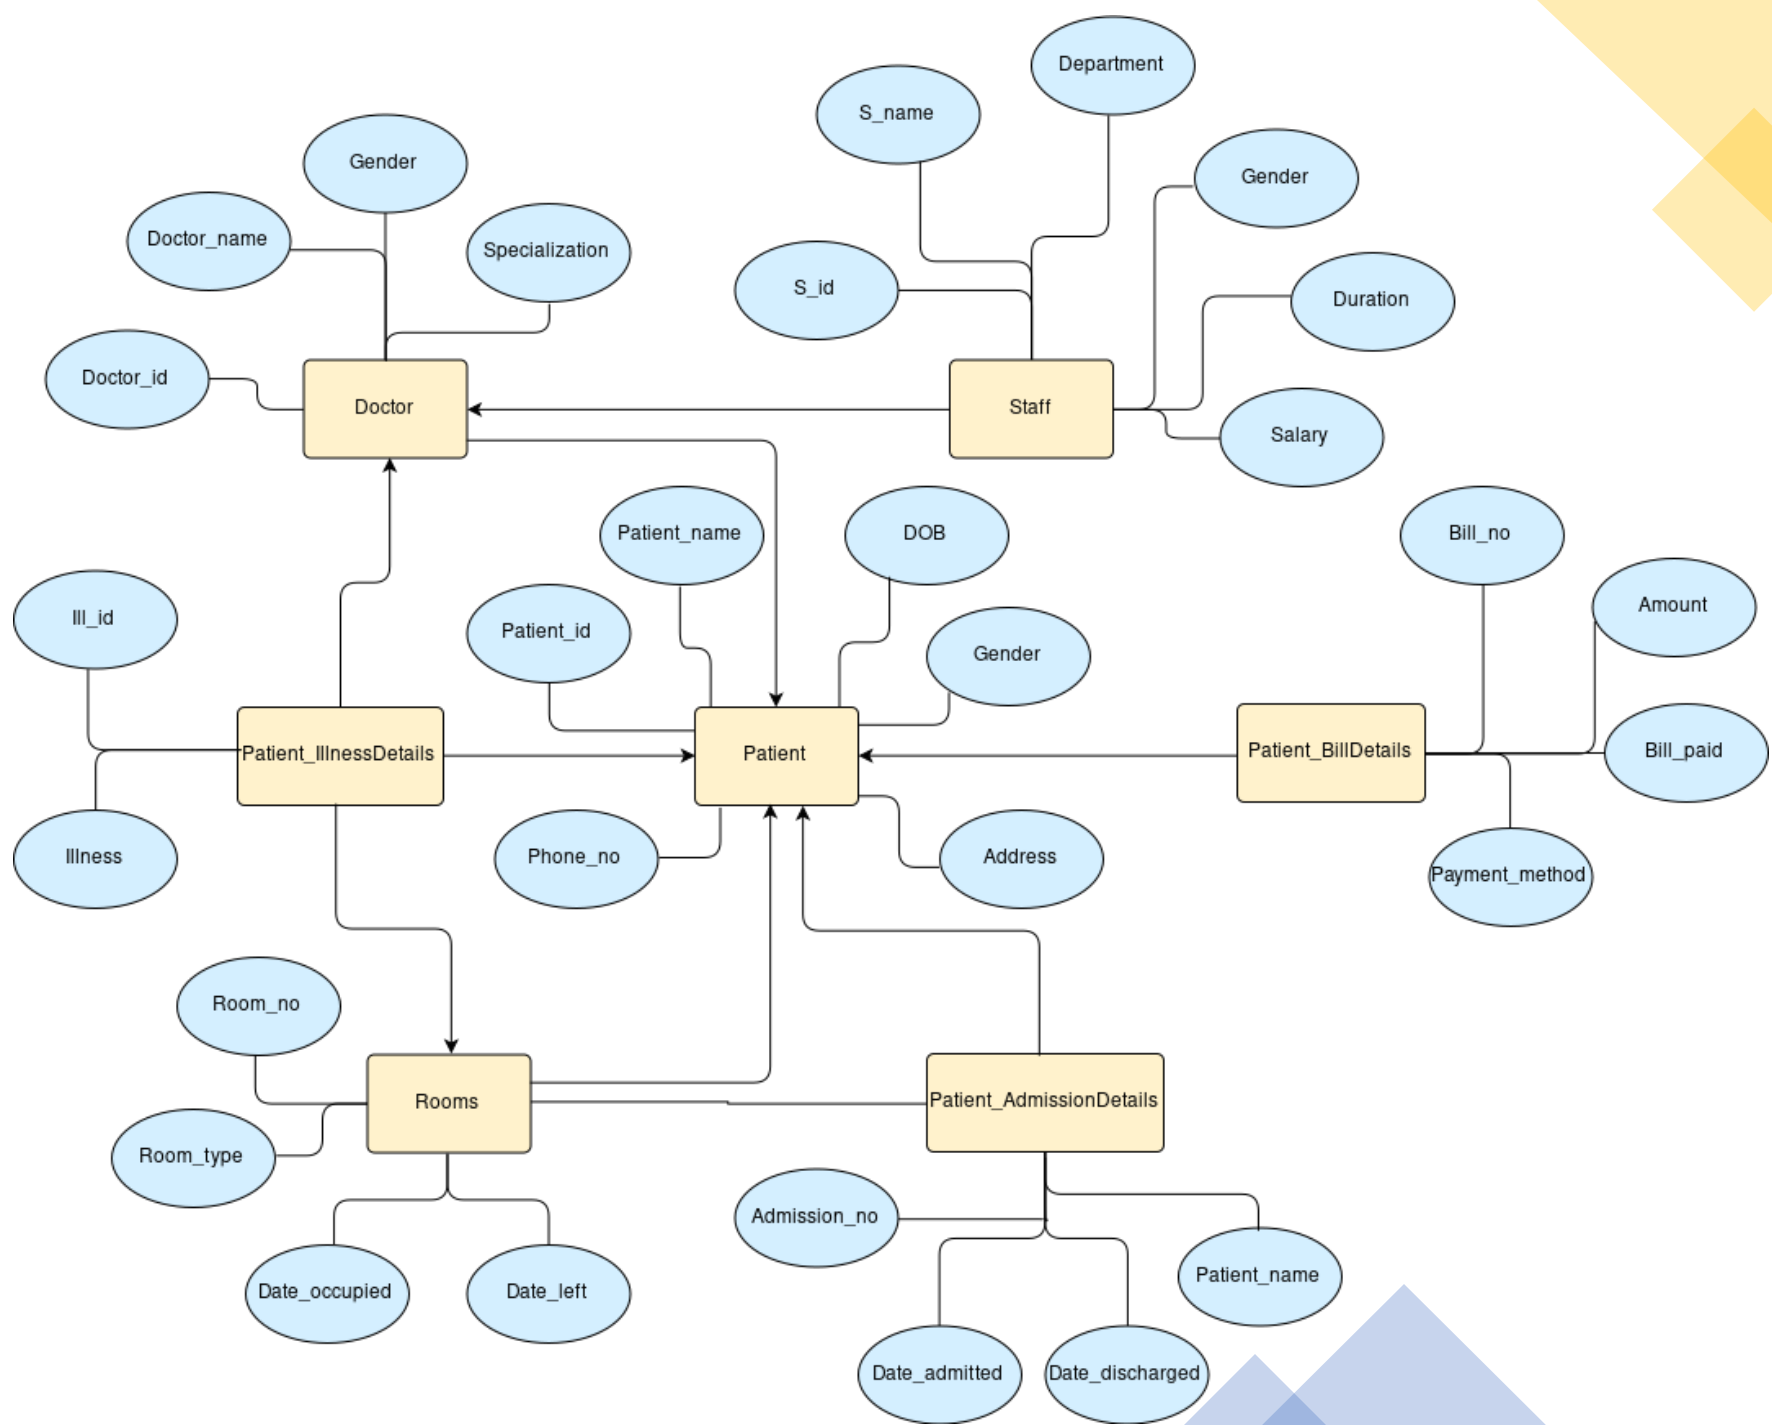 Department
S_name
Gender
Gender
Doctor_name
Specialization
S_id
Duration
Doctor_id
Doctor
Staff
Salary
Patient_name
DOB
Bill_no
Amount
Ill_id
Patient_id
Gender
Patient_IllnessDetails
Patient
Patient_BillDetails
Bill_paid
Illness
Phone_no
Address
Payment_method
Room_no
Rooms
Patient_AdmissionDetails
Room_type
Admission_no
Date_occupied
Date_left
Patient_name
Date_admitted
Date_discharged